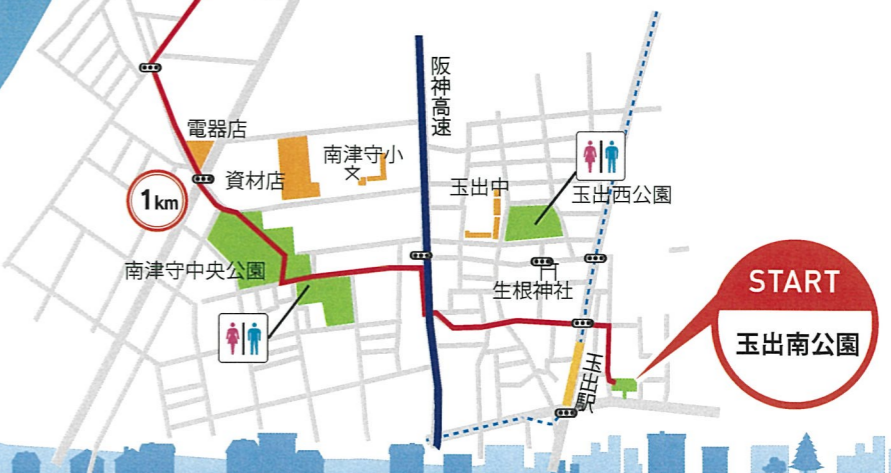 阪神高速
電器店
南津守小
文
資材店
1km
玉出中
玉出西公園
南津守中央公園
生根神社
START
玉出南公園
玉出駅